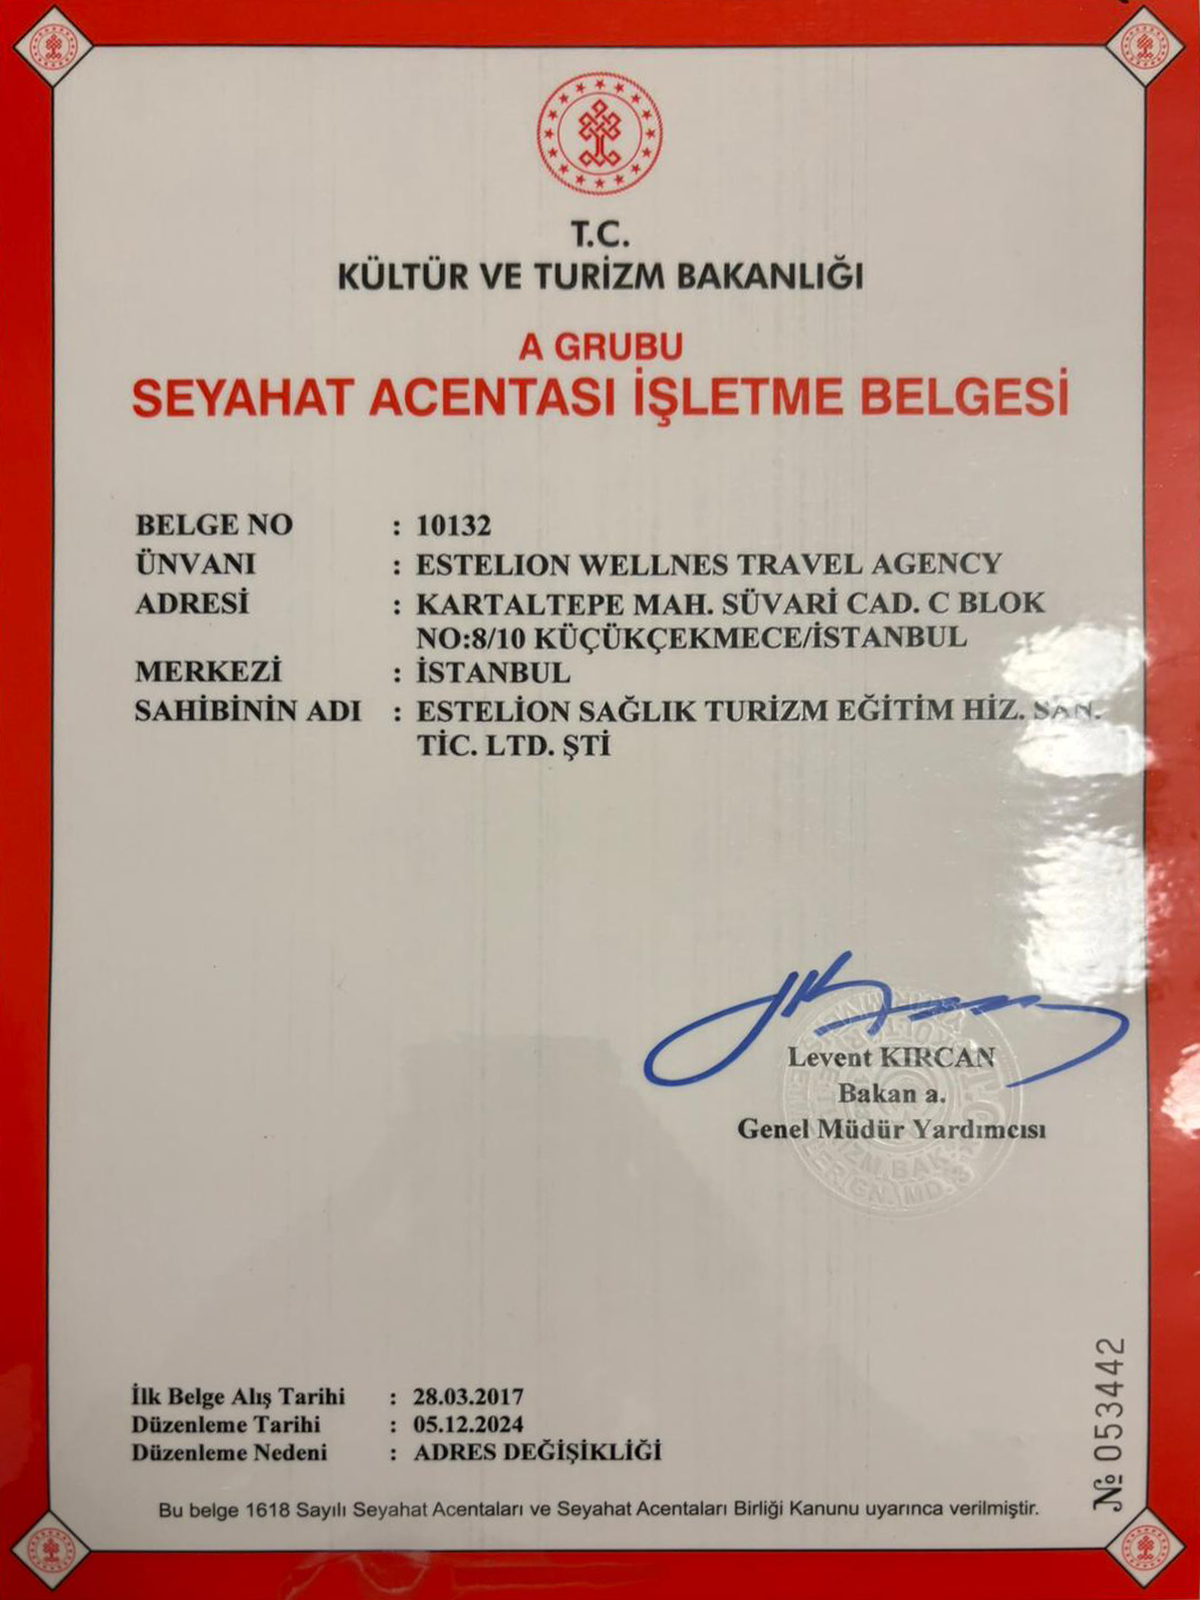 T.C.
KÜLTÜR VE TURİZM BAKANLIĞI
A GRUBU
SEYAHAT ACENTASI İŞLETME BELGESİ
BELGE NO : 10132
ÜNVANI : ESTELION WELLNES TRAVEL AGENCY
ADRESİ : KARTALTEPE MAH. SÜVARİ CAD. C BLOK
NO:8/10 KÜÇÜKÇEKMECE/İSTANBUL
MERKEZİ : İSTANBUL
SAHİBİNİN ADI : ESTELİON SAĞLIK TURİZM EĞİTİM HİZ. SAN.
TİC. LTD. ŞTİ
Levent KIRCAN
Bakan a.
Genel Müdür Yardımcısı
İlk Belge Alış Tarihi : 28.03.2017
Düzenleme Tarihi : 05.12.2024
Düzenleme Nedeni : ADRES DEĞİŞİKLİĞİ
Bu belge 1618 Sayılı Seyahat Acentaları ve Seyahat Acentaları Birliği Kanunu uyarınca verilmiştir.
№ 053442